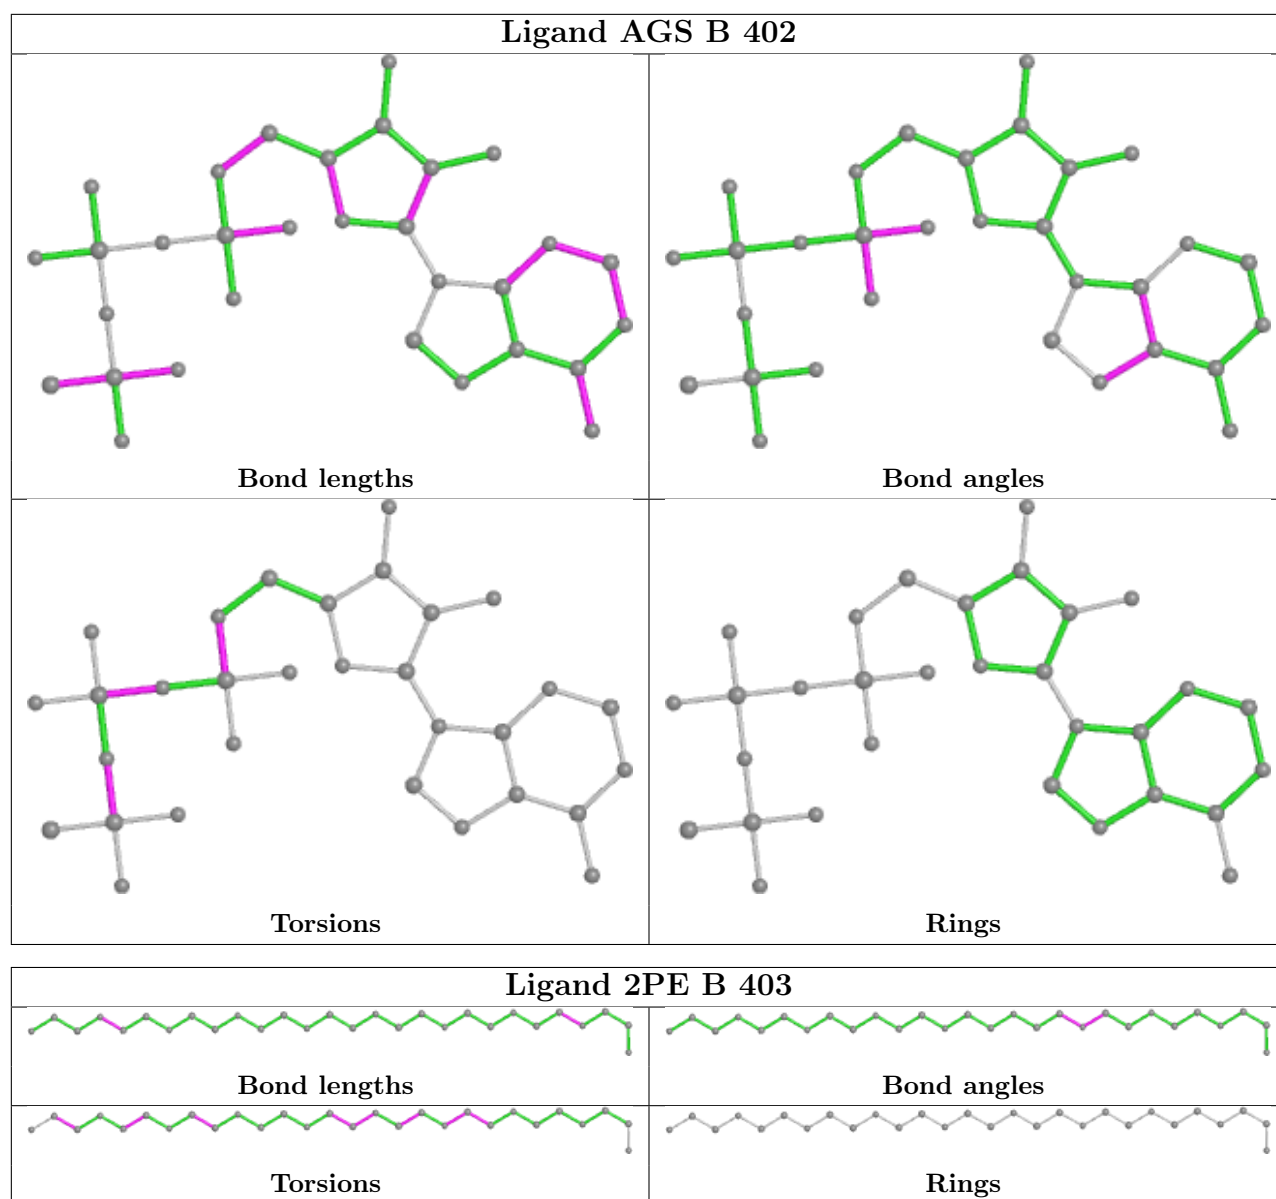 Ligand AGS B 402
Bond lengths
Bond angles
Torsions
Rings
Ligand 2PE B 403
Bond lengths
Bond angles
Torsions
Rings